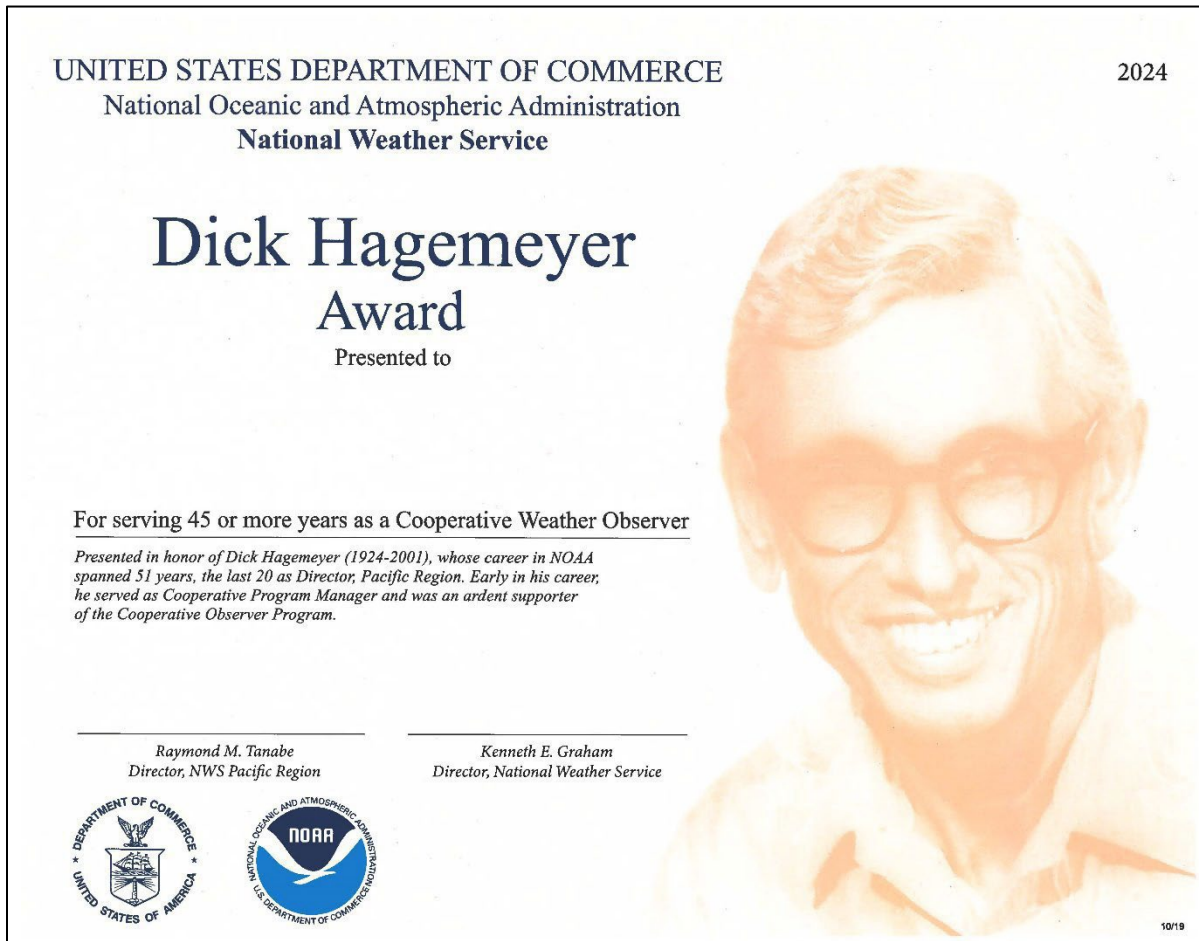 UNITED STATES DEPARTMENT OF COMMERCE
2024
National Oceanic and Atmospheric Administration
National Weather Service
Dick Hagemeyer
Award
Presented to
For serving 45 or more years as a Cooperative Weather Observer
Presented in honor of Dick Hagemeyer (1924-2001), whose career in NOAA
spanned 51 years, the last 20 as Director, Pacific Region. Early in his career,
he served as Cooperative Program Manager and was an ardent supporter
of the Cooperative Observer Program.
Raymond M. Tanabe
Director, NWS Pacific Region
Kenneth E. Graham
Director, National Weather Service
DEPARTMENT OF COMMERCE
UNITED STATES OF AMERICA
NATIONAL OCEANIC AND ATMOSPHERIC ADMINISTRATION
NOAA
U.S. DEPARTMENT OF COMMERCE
10/19